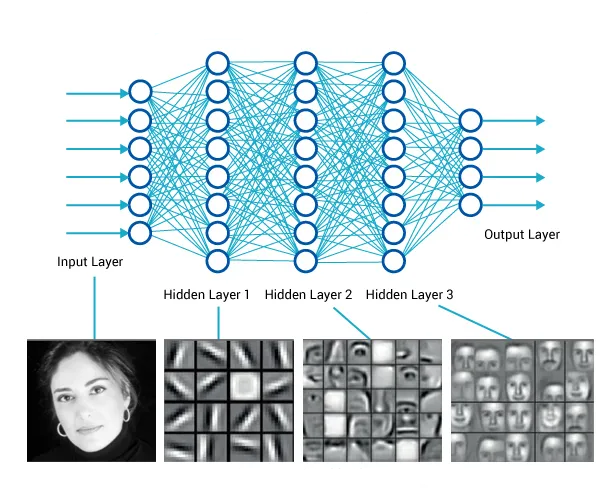 Input Layer
Output Layer
Hidden Layer 1
Hidden Layer 2
Hidden Layer 3